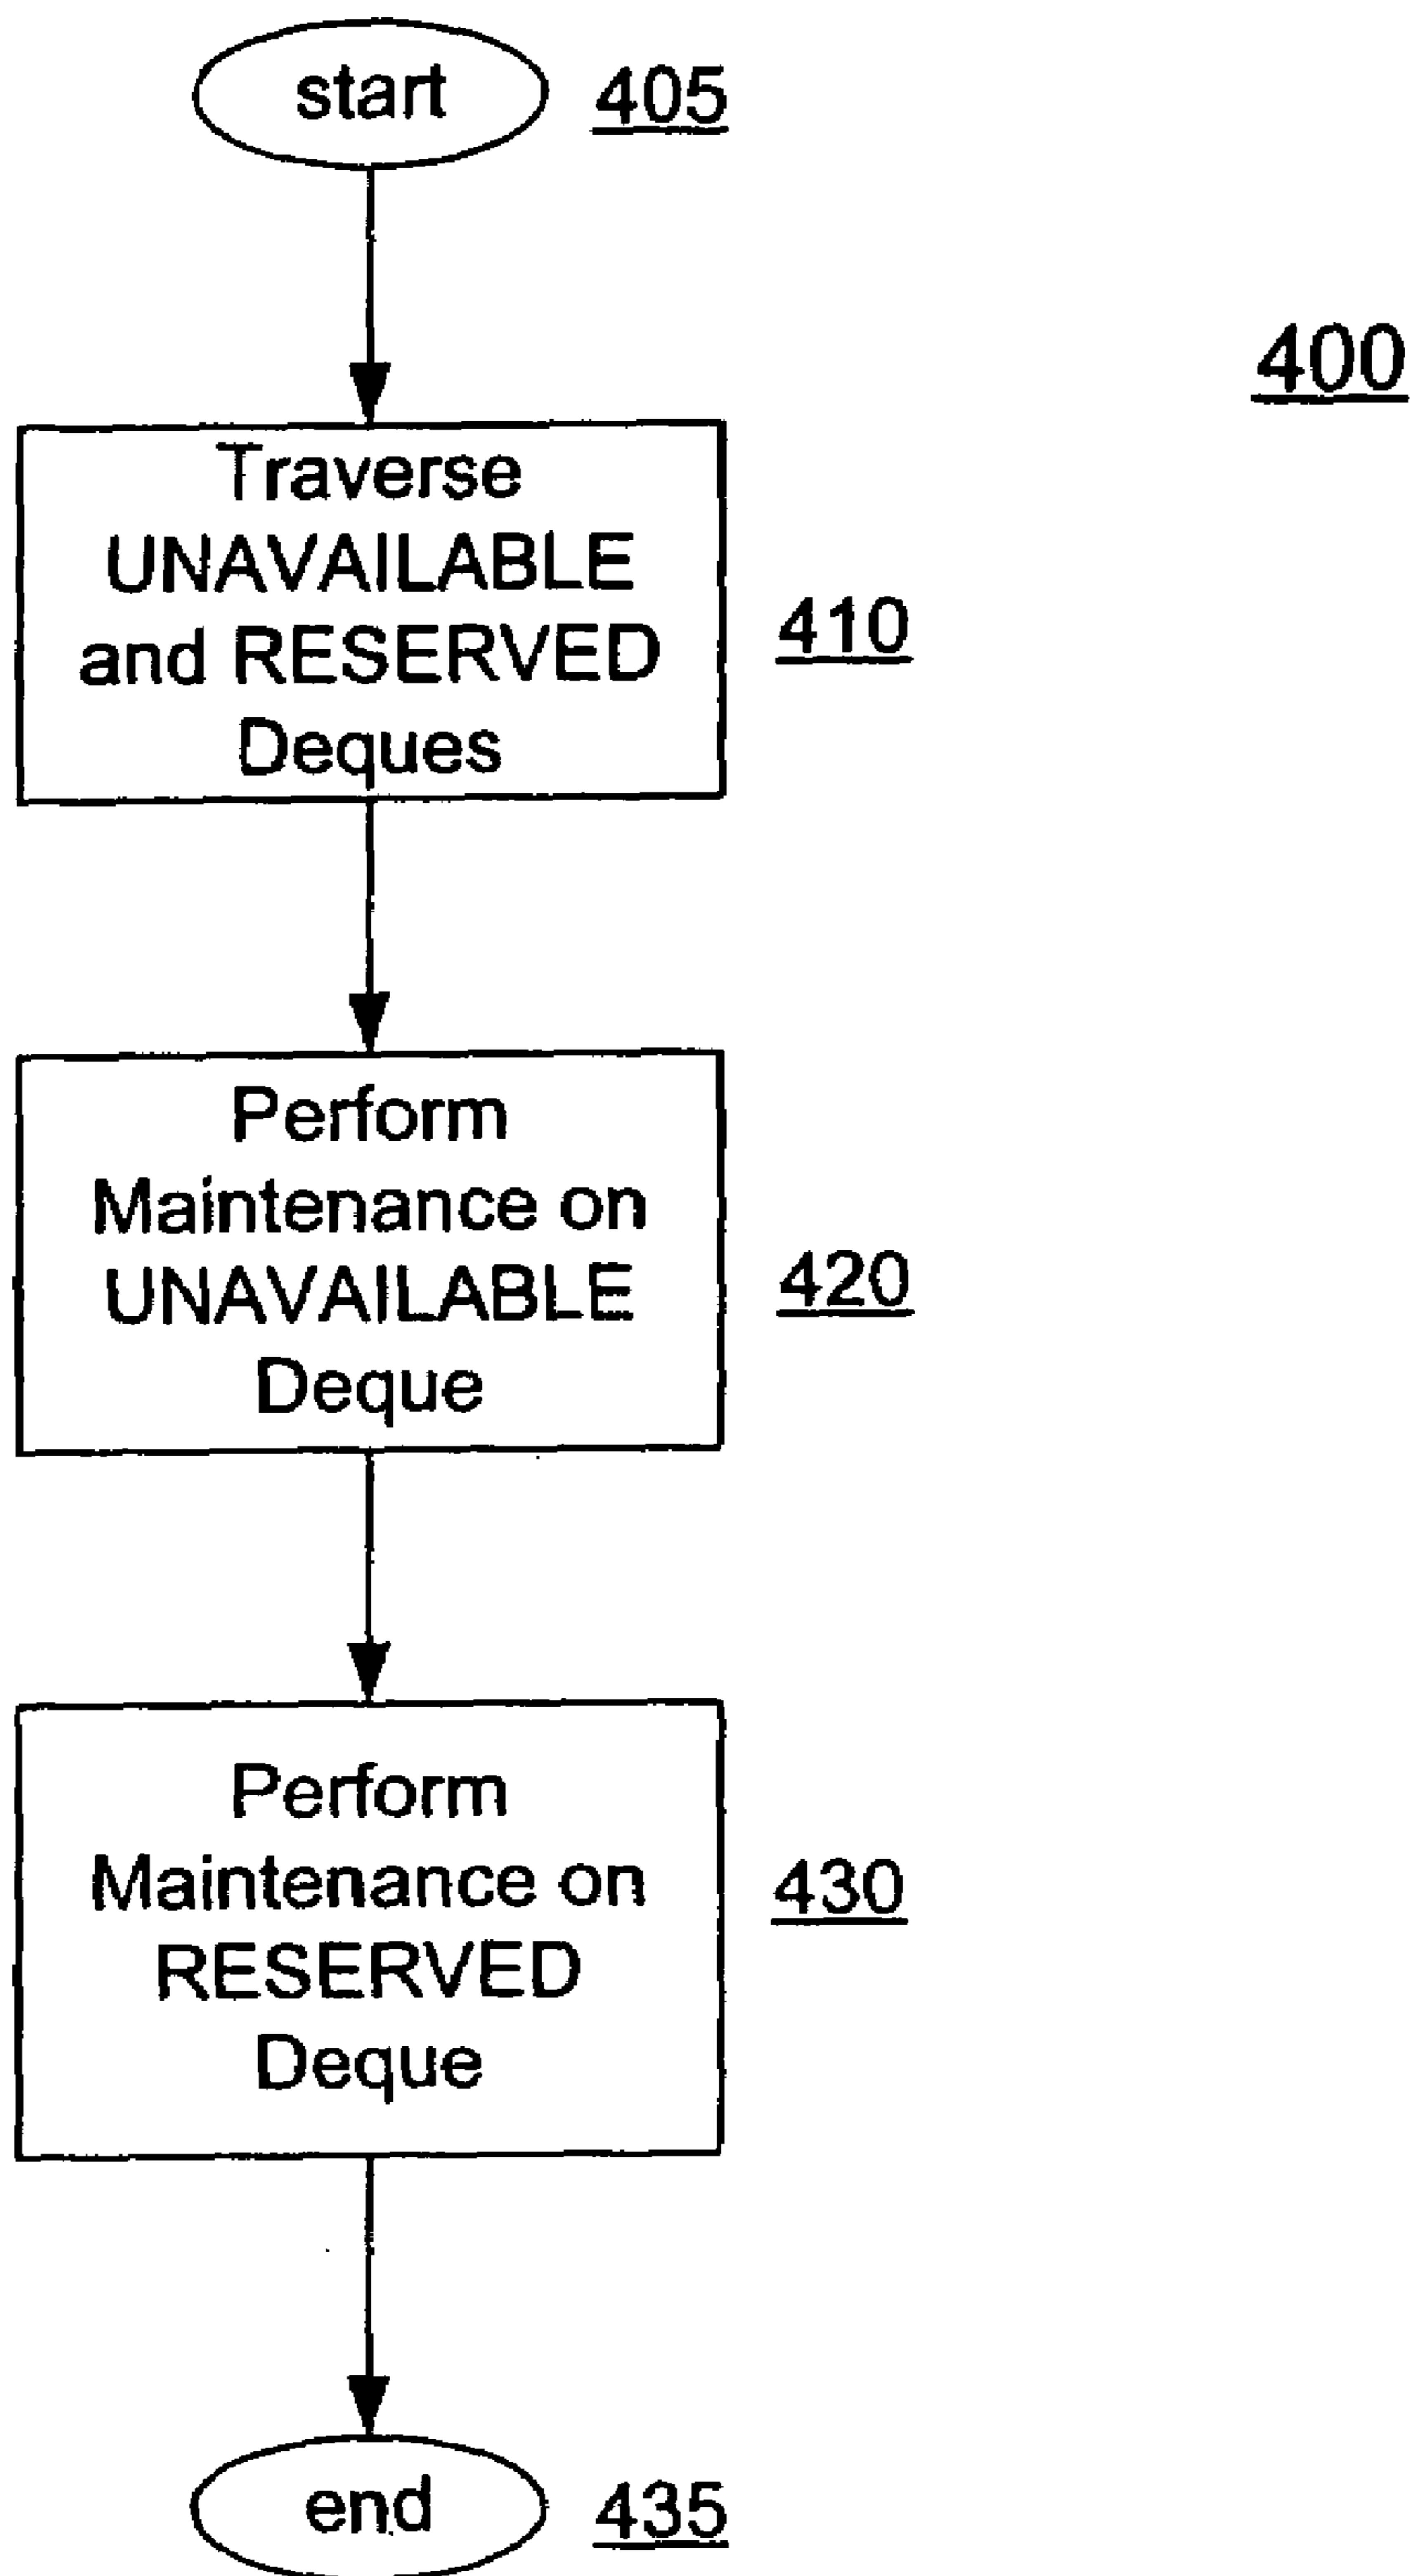 start
405
400
Traverse
UNAVAILABLE
and RESERVED
Deques
410
Perform
Maintenance on
UNAVAILABLE
Deque
420
Perform
Maintenance on
RESERVED
Deque
430
end
435